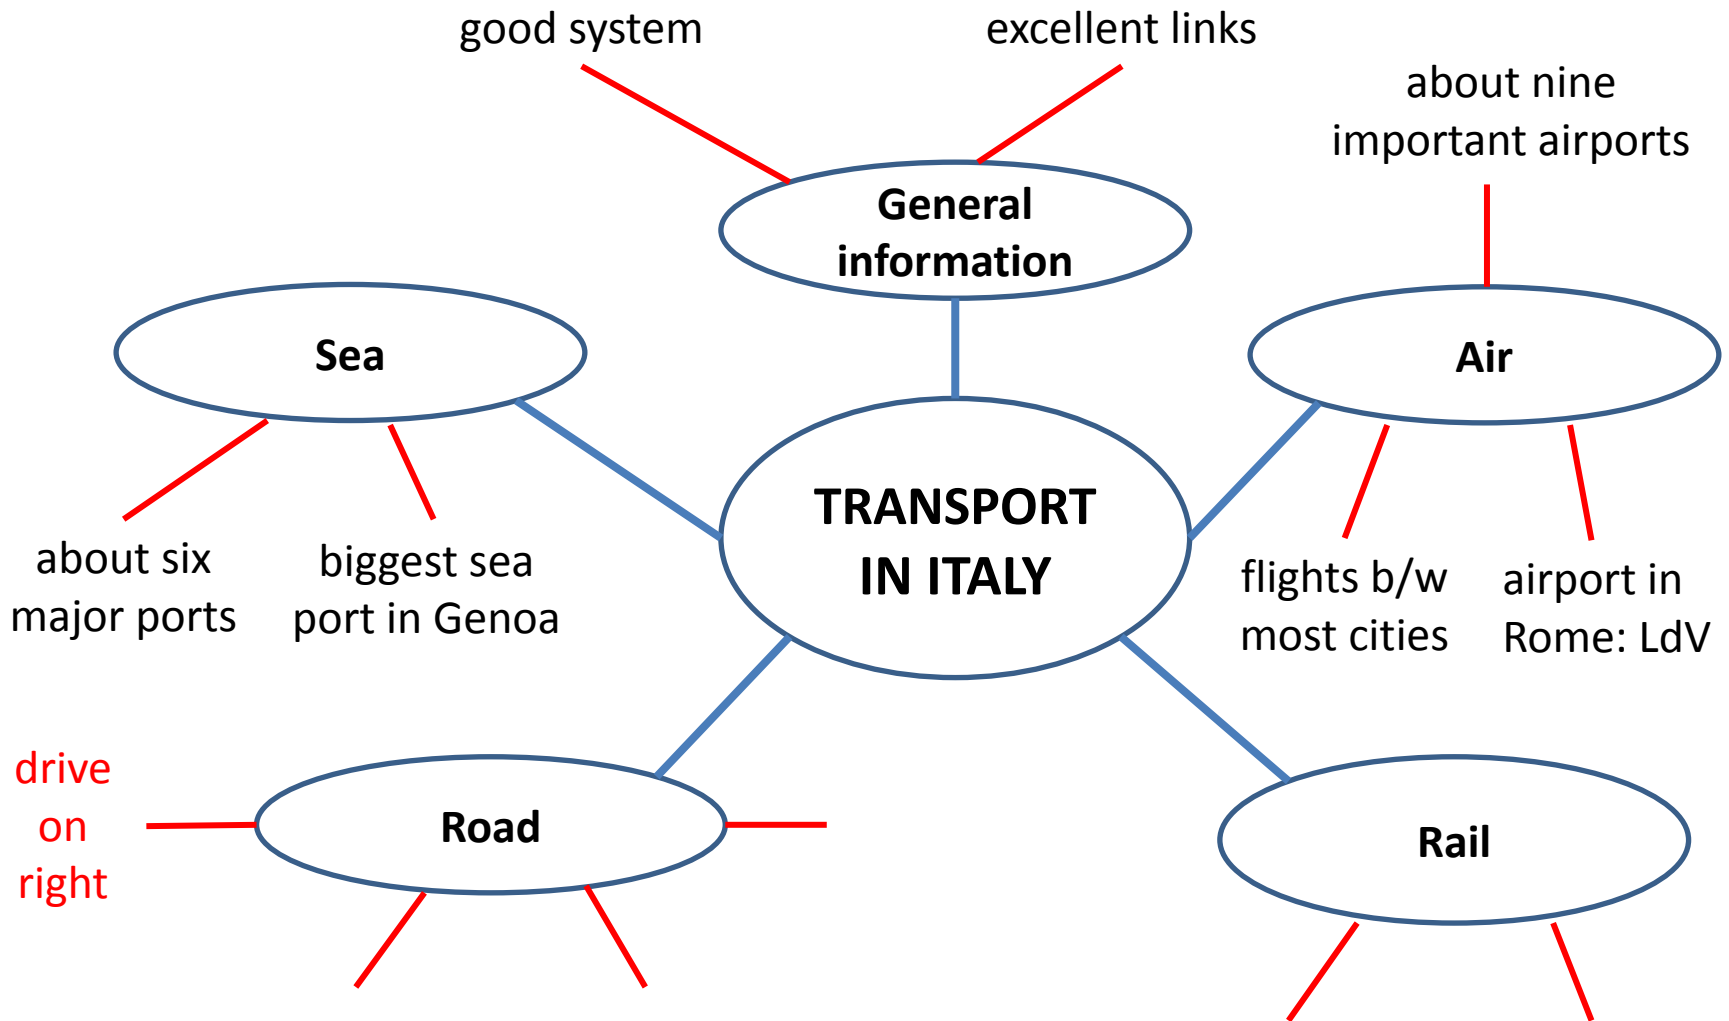 good system
excellent links
about nine
important airports
General
information
Sea
Air
TRANSPORT
IN ITALY
about six
major ports
biggest sea
port in Genoa
flights b/w
most cities
airport in
Rome: LdV
drive
on
right
Road
Rail